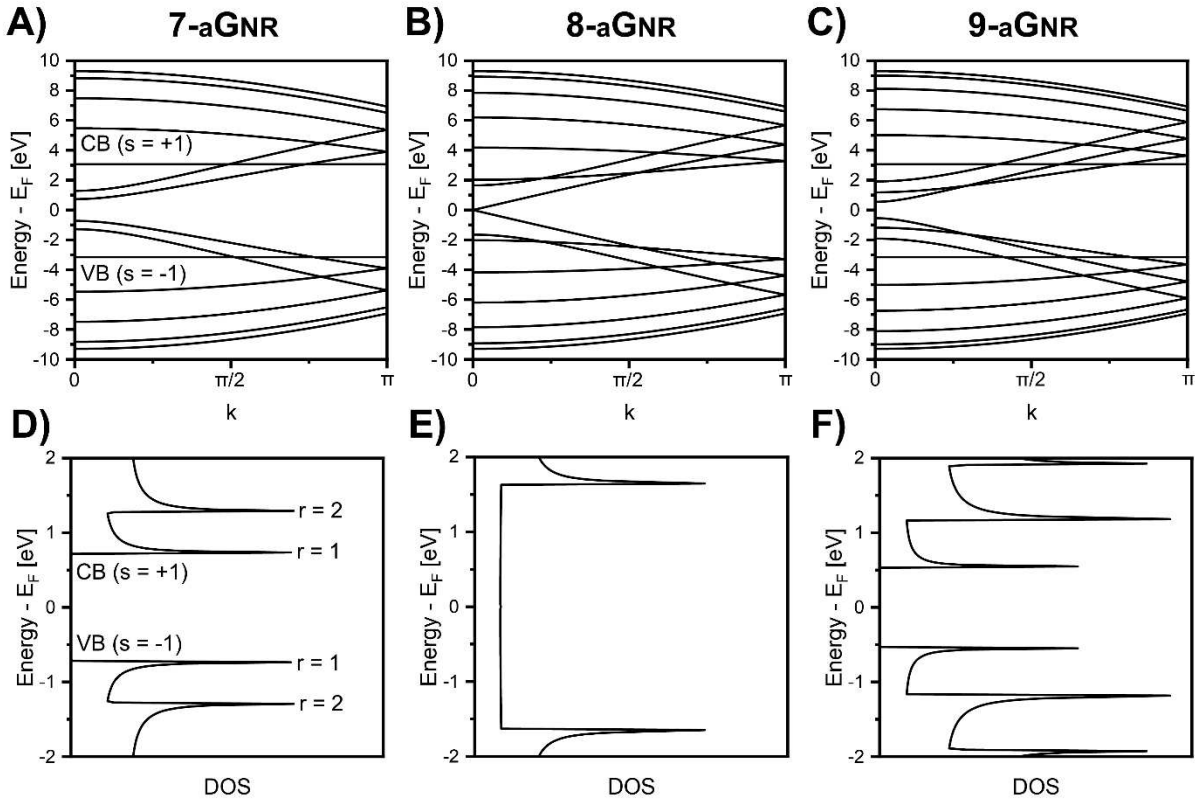 A) 7-aGNR
B) 8-aGNR
C) 9-aGNR
Energy - E_F [eV]
10
8
6
4
2
0
-2
-4
-6
-8
-10
CB (s = +1)
VB (s = -1)
0
π/2
π
k
Energy - E_F [eV]
10
8
6
4
2
0
-2
-4
-6
-8
-10
0
π/2
π
k
Energy - E_F [eV]
10
8
6
4
2
0
-2
-4
-6
-8
-10
0
π/2
π
k
D)
Energy - E_F [eV]
2
1
0
-1
-2
r = 2
r = 1
CB (s = +1)
VB (s = -1)
r = 1
r = 2
DOS
E)
Energy - E_F [eV]
2
1
0
-1
-2
DOS
F)
Energy - E_F [eV]
2
1
0
-1
-2
DOS